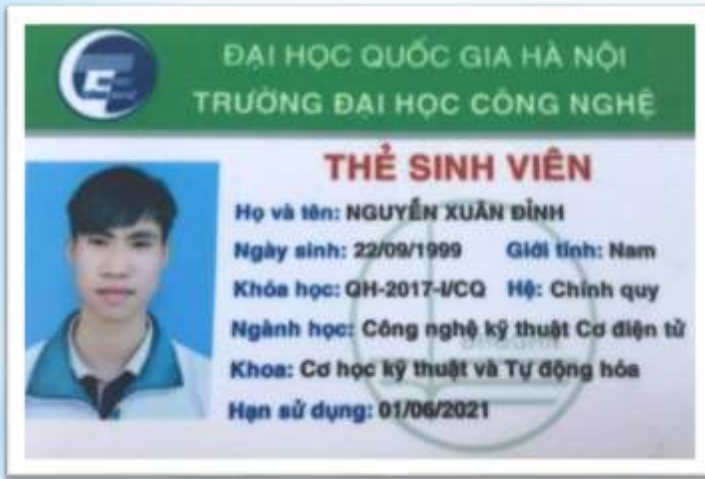 ĐẠI HỌC QUỐC GIA HÀ NỘI
TRƯỜNG ĐẠI HỌC CÔNG NGHỆ
THẺ SINH VIÊN
Họ và tên: NGUYỄN XUÂN ĐỈNH
Ngày sinh: 22/09/1999 Giới tính: Nam
Khóa học: QH-2017-I/CQ Hệ: Chính quy
Ngành học: Công nghệ kỹ thuật Cơ điện tử
Khoa: Cơ học kỹ thuật và Tự động hóa
Hạn sử dụng: 01/06/2021